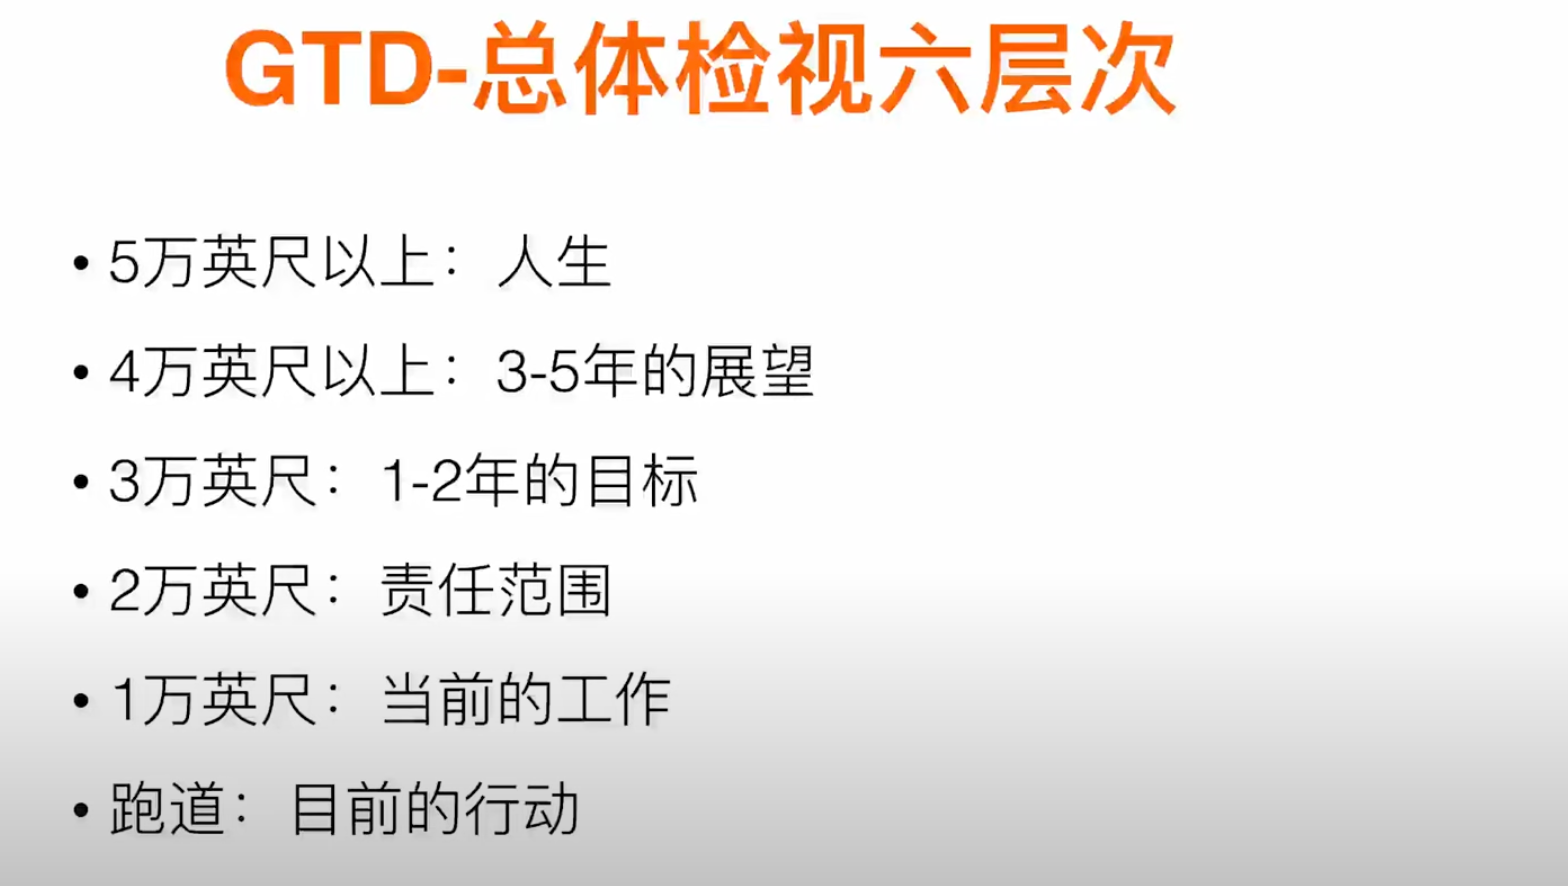 GTD-总体检视六层次
• 5万英尺以上：人生
• 4万英尺以上：3-5年的展望
• 3万英尺：1-2年的目标
• 2万英尺：责任范围
• 1万英尺：当前的工作
• 跑道：目前的行动